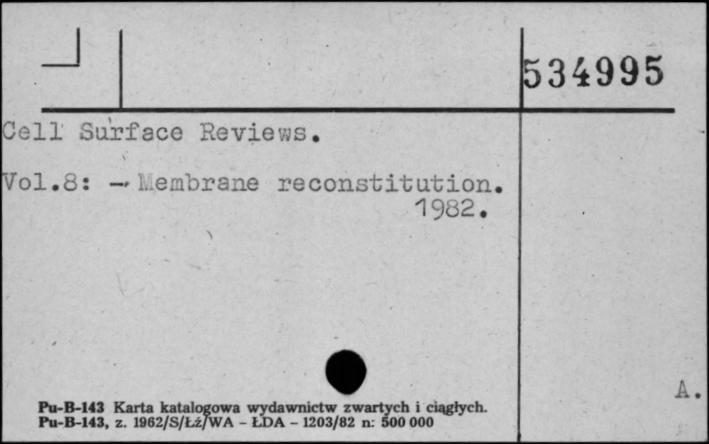 534995
Cell Surface Reviews.
Vol.8: - Membrane reconstitution.
1982.
A.
Pu-B-143 Karta katalogowa wydawnictw zwartych i ciągłych.
Pu-B-143, z. 1962/S/Łź/WA - ŁDA - 1203/82 n: 500 000